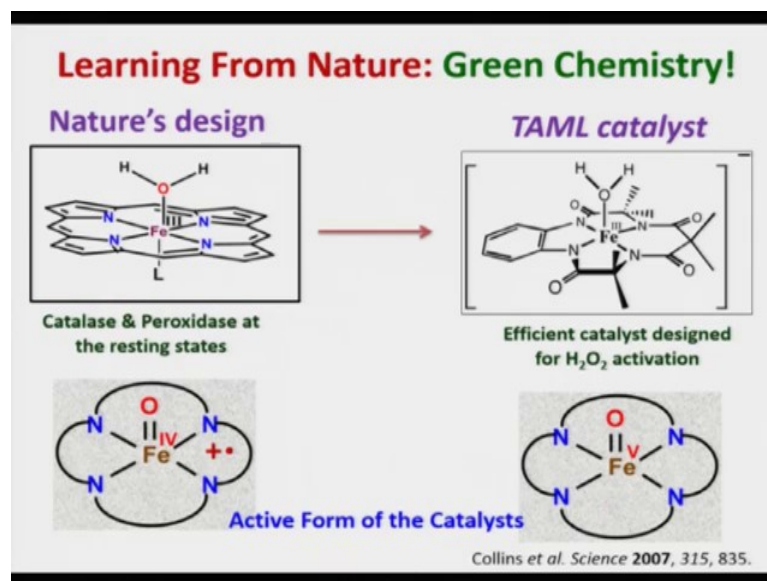 Learning From Nature: Green Chemistry!
Nature's design
TAML catalyst
H H
O
N III N
Fe
N N
L
−
H H
O
O
N III N O
Fe
N N
O O
Catalase & Peroxidase at
the resting states
Efficient catalyst designed
for H₂O₂ activation
O
N IV N
Fe +•
N N
O
N V N
Fe
N N
Active Form of the Catalysts
Collins et al. Science 2007, 315, 835.